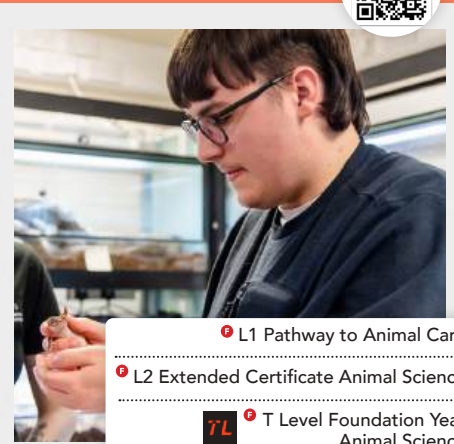 F L1 Pathway to Animal Car
F L2 Extended Certificate Animal Scienc
TL F T Level Foundation Yea
Animal Scienc